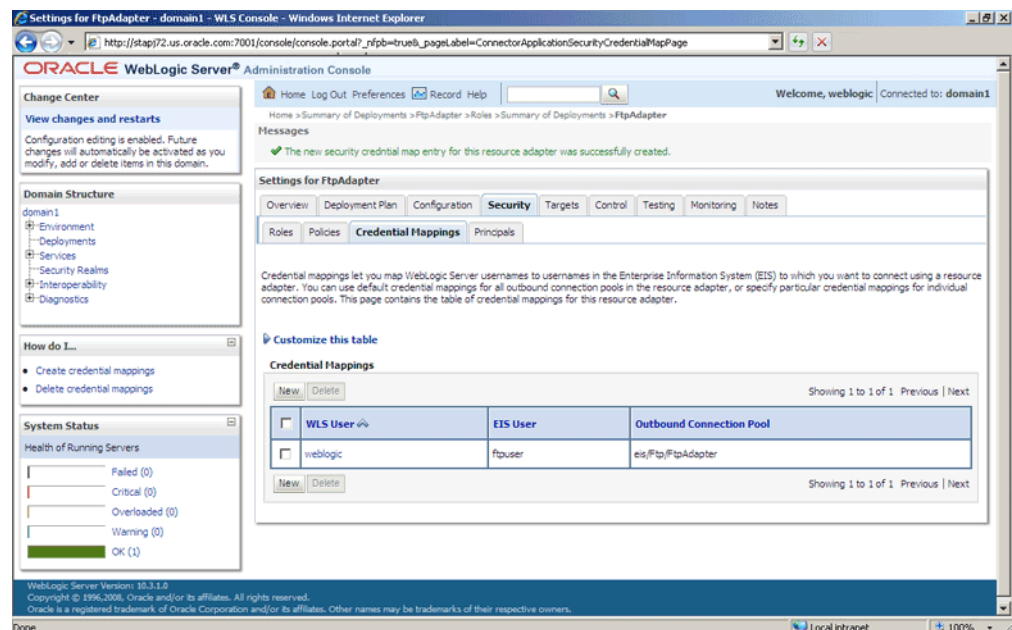 Settings for FtpAdapter - domain1 - WLS Console - Windows Internet Explorer
http://stapj72.us.oracle.com:7001/console/console.portal?_nfpb=true&_pageLabel=ConnectorApplicationSecurityCredentialMapPage
ORACLE WebLogic Server® Administration Console
Change Center
View changes and restarts
Configuration editing is enabled. Future
changes will automatically be activated as you
modify, add or delete items in this domain.
Domain Structure
domain1
Environment
Deployments
Services
Security Realms
Interoperability
Diagnostics
How do I...
Create credential mappings
Delete credential mappings
System Status
Health of Running Servers
Failed (0)
Critical (0)
Overloaded (0)
Warning (0)
OK (1)
Home Log Out Preferences Record Help
Welcome, weblogic Connected to: domain1
Home >Summary of Deployments >FtpAdapter >Roles >Summary of Deployments >FtpAdapter
Messages
The new security credntial map entry for this resource adapter was successfully created.
Settings for FtpAdapter
Overview Deployment Plan Configuration Security Targets Control Testing Monitoring Notes
Roles Policies Credential Mappings Principals
Credential mappings let you map WebLogic Server usernames to usernames in the Enterprise Information System (EIS) to which you want to connect using a resource
adapter. You can use default credential mappings for all outbound connection pools in the resource adapter, or specify particular credential mappings for individual
connection pools. This page contains the table of credential mappings for this resource adapter.
Customize this table
Credential Mappings
New Delete Showing 1 to 1 of 1 Previous | Next
WLS User EIS User Outbound Connection Pool
weblogic ftpuser eis/Ftp/FtpAdapter
New Delete Showing 1 to 1 of 1 Previous | Next
WebLogic Server Version: 10.3.1.0
Copyright © 1996,2008, Oracle and/or its affiliates. All rights reserved.
Oracle is a registered trademark of Oracle Corporation and/or its affiliates. Other names may be trademarks of their respective owners.
Done Local intranet 100%